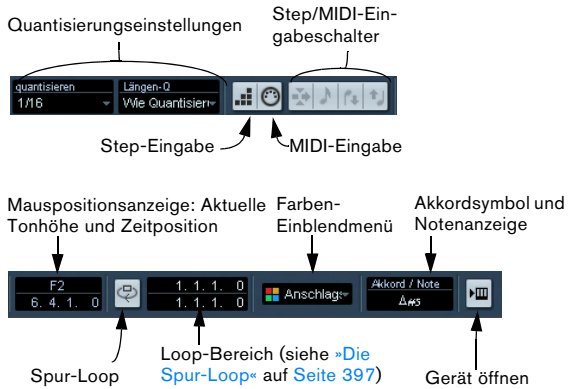 Quantisierungseinstellungen
Step/MIDI-Ein-
gabeschalter
quantisieren
Längen-Q
1/16
Wie Quantisier
Step-Eingabe
MIDI-Eingabe
Mauspositionsanzeige: Aktuelle
Tonhöhe und Zeitposition
Farben-
Einblendmenü
Akkordsymbol und
Notenanzeige
F2
6. 4. 1. 0
1. 1. 1. 0
1. 1. 1. 0
Anschlags
Akkord / Note
Δ#5
Spur-Loop
Loop-Bereich (siehe »Die
Spur-Loop« auf Seite 397)
Gerät öffnen